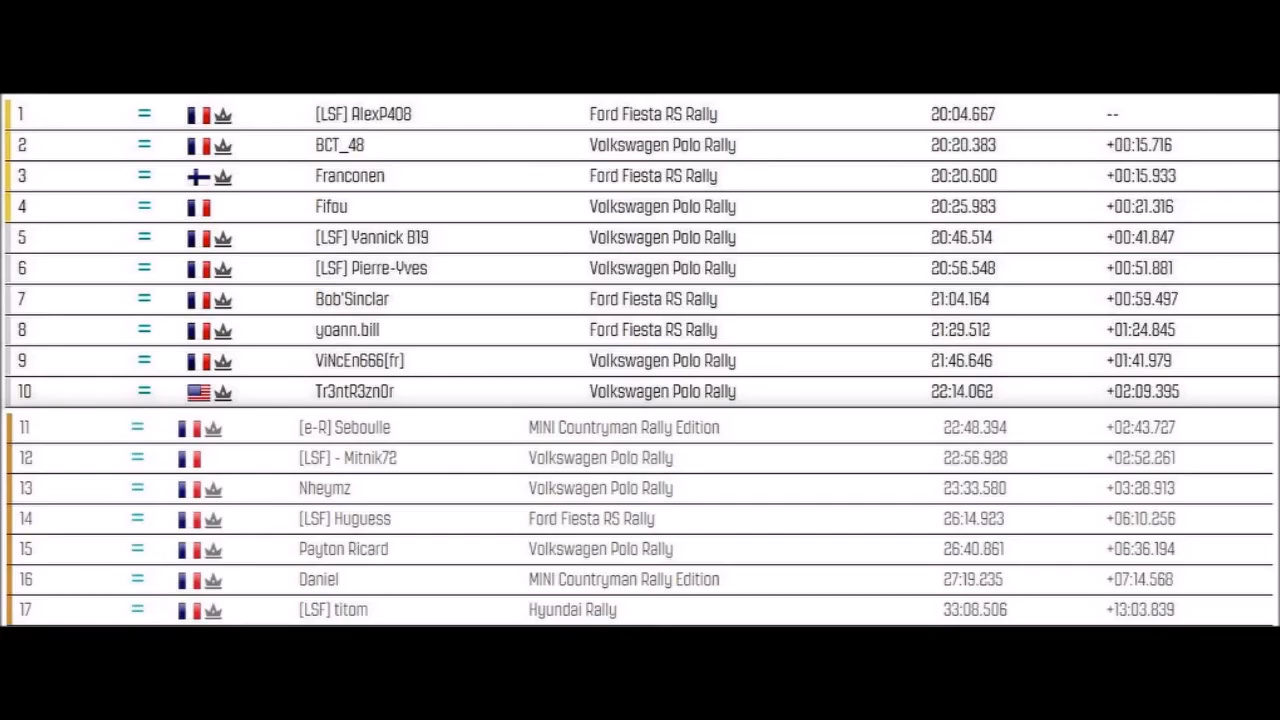 1 = [LSF] AlexP408 Ford Fiesta RS Rally 20:04.667 --
2 = BCT_48 Volkswagen Polo Rally 20:20.383 +00:15.716
3 = Franconen Ford Fiesta RS Rally 20:20.600 +00:15.933
4 = Fifou Volkswagen Polo Rally 20:25.983 +00:21.316
5 = [LSF] Yannick B19 Volkswagen Polo Rally 20:46.514 +00:41.847
6 = [LSF] Pierre-Yves Volkswagen Polo Rally 20:56.548 +00:51.881
7 = Bob'Sinclar Ford Fiesta RS Rally 21:04.164 +00:59.497
8 = yoann.bill Ford Fiesta RS Rally 21:29.512 +01:24.845
9 = ViNcEn666[fr] Volkswagen Polo Rally 21:46.646 +01:41.979
10 = Tr3ntR3zn0r Volkswagen Polo Rally 22:14.062 +02:09.395
11 = [e-R] Seboulle MINI Countryman Rally Edition 22:48.394 +02:43.727
12 = [LSF] - Mitnik72 Volkswagen Polo Rally 22:56.928 +02:52.261
13 = Nheymz Volkswagen Polo Rally 23:33.580 +03:28.913
14 = [LSF] Huguess Ford Fiesta RS Rally 26:14.923 +06:10.256
15 = Payton Ricard Volkswagen Polo Rally 26:40.861 +06:36.194
16 = Daniel MINI Countryman Rally Edition 27:19.235 +07:14.568
17 = [LSF] titom Hyundai Rally 33:08.506 +13:03.839